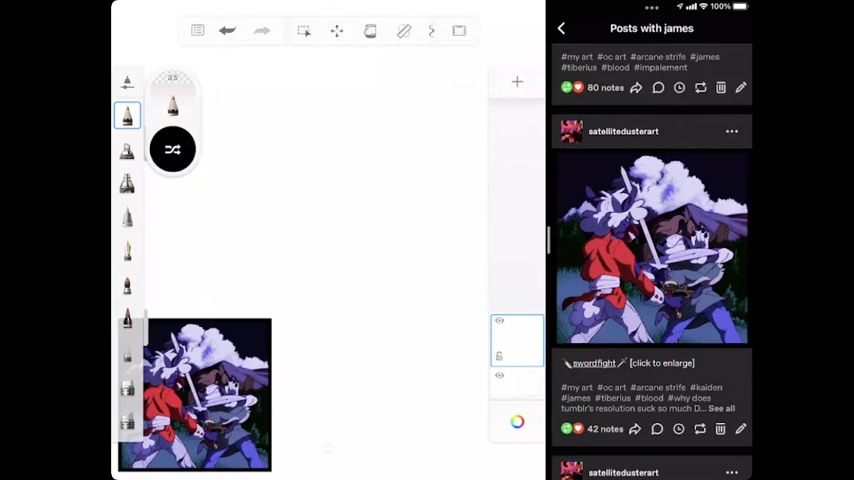 100%
Posts with james
#my art #oc art #arcane strife #james
#tiberius #blood #impalement
80 notes
satellitedusterart
swordfight [click to enlarge]
#my art #oc art #arcane strife #kaiden
#james #tiberius #blood #why does
tumblr's resolution suck so much D... See all
42 notes
satellitedusterart
3.5